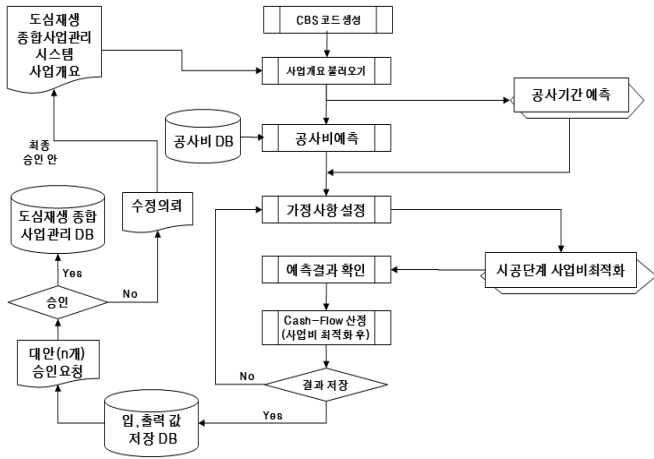 도심재생
종합사업관리
시스템
사업개요
CBS 코드생성
사업개요 불러오기
공사기간 예측
공사비 DB
공사비예측
최종
승인 안
수정의뢰
가정사항 설정
도심재생 종합
사업관리 DB
Yes
No
승인
예측결과 확인
시공단계 사업비최적화
Cash-Flow 산정
(사업비 최적화 후)
대안(n개)
승인요청
No
결과 저장
Yes
입,출력 값
저장 DB